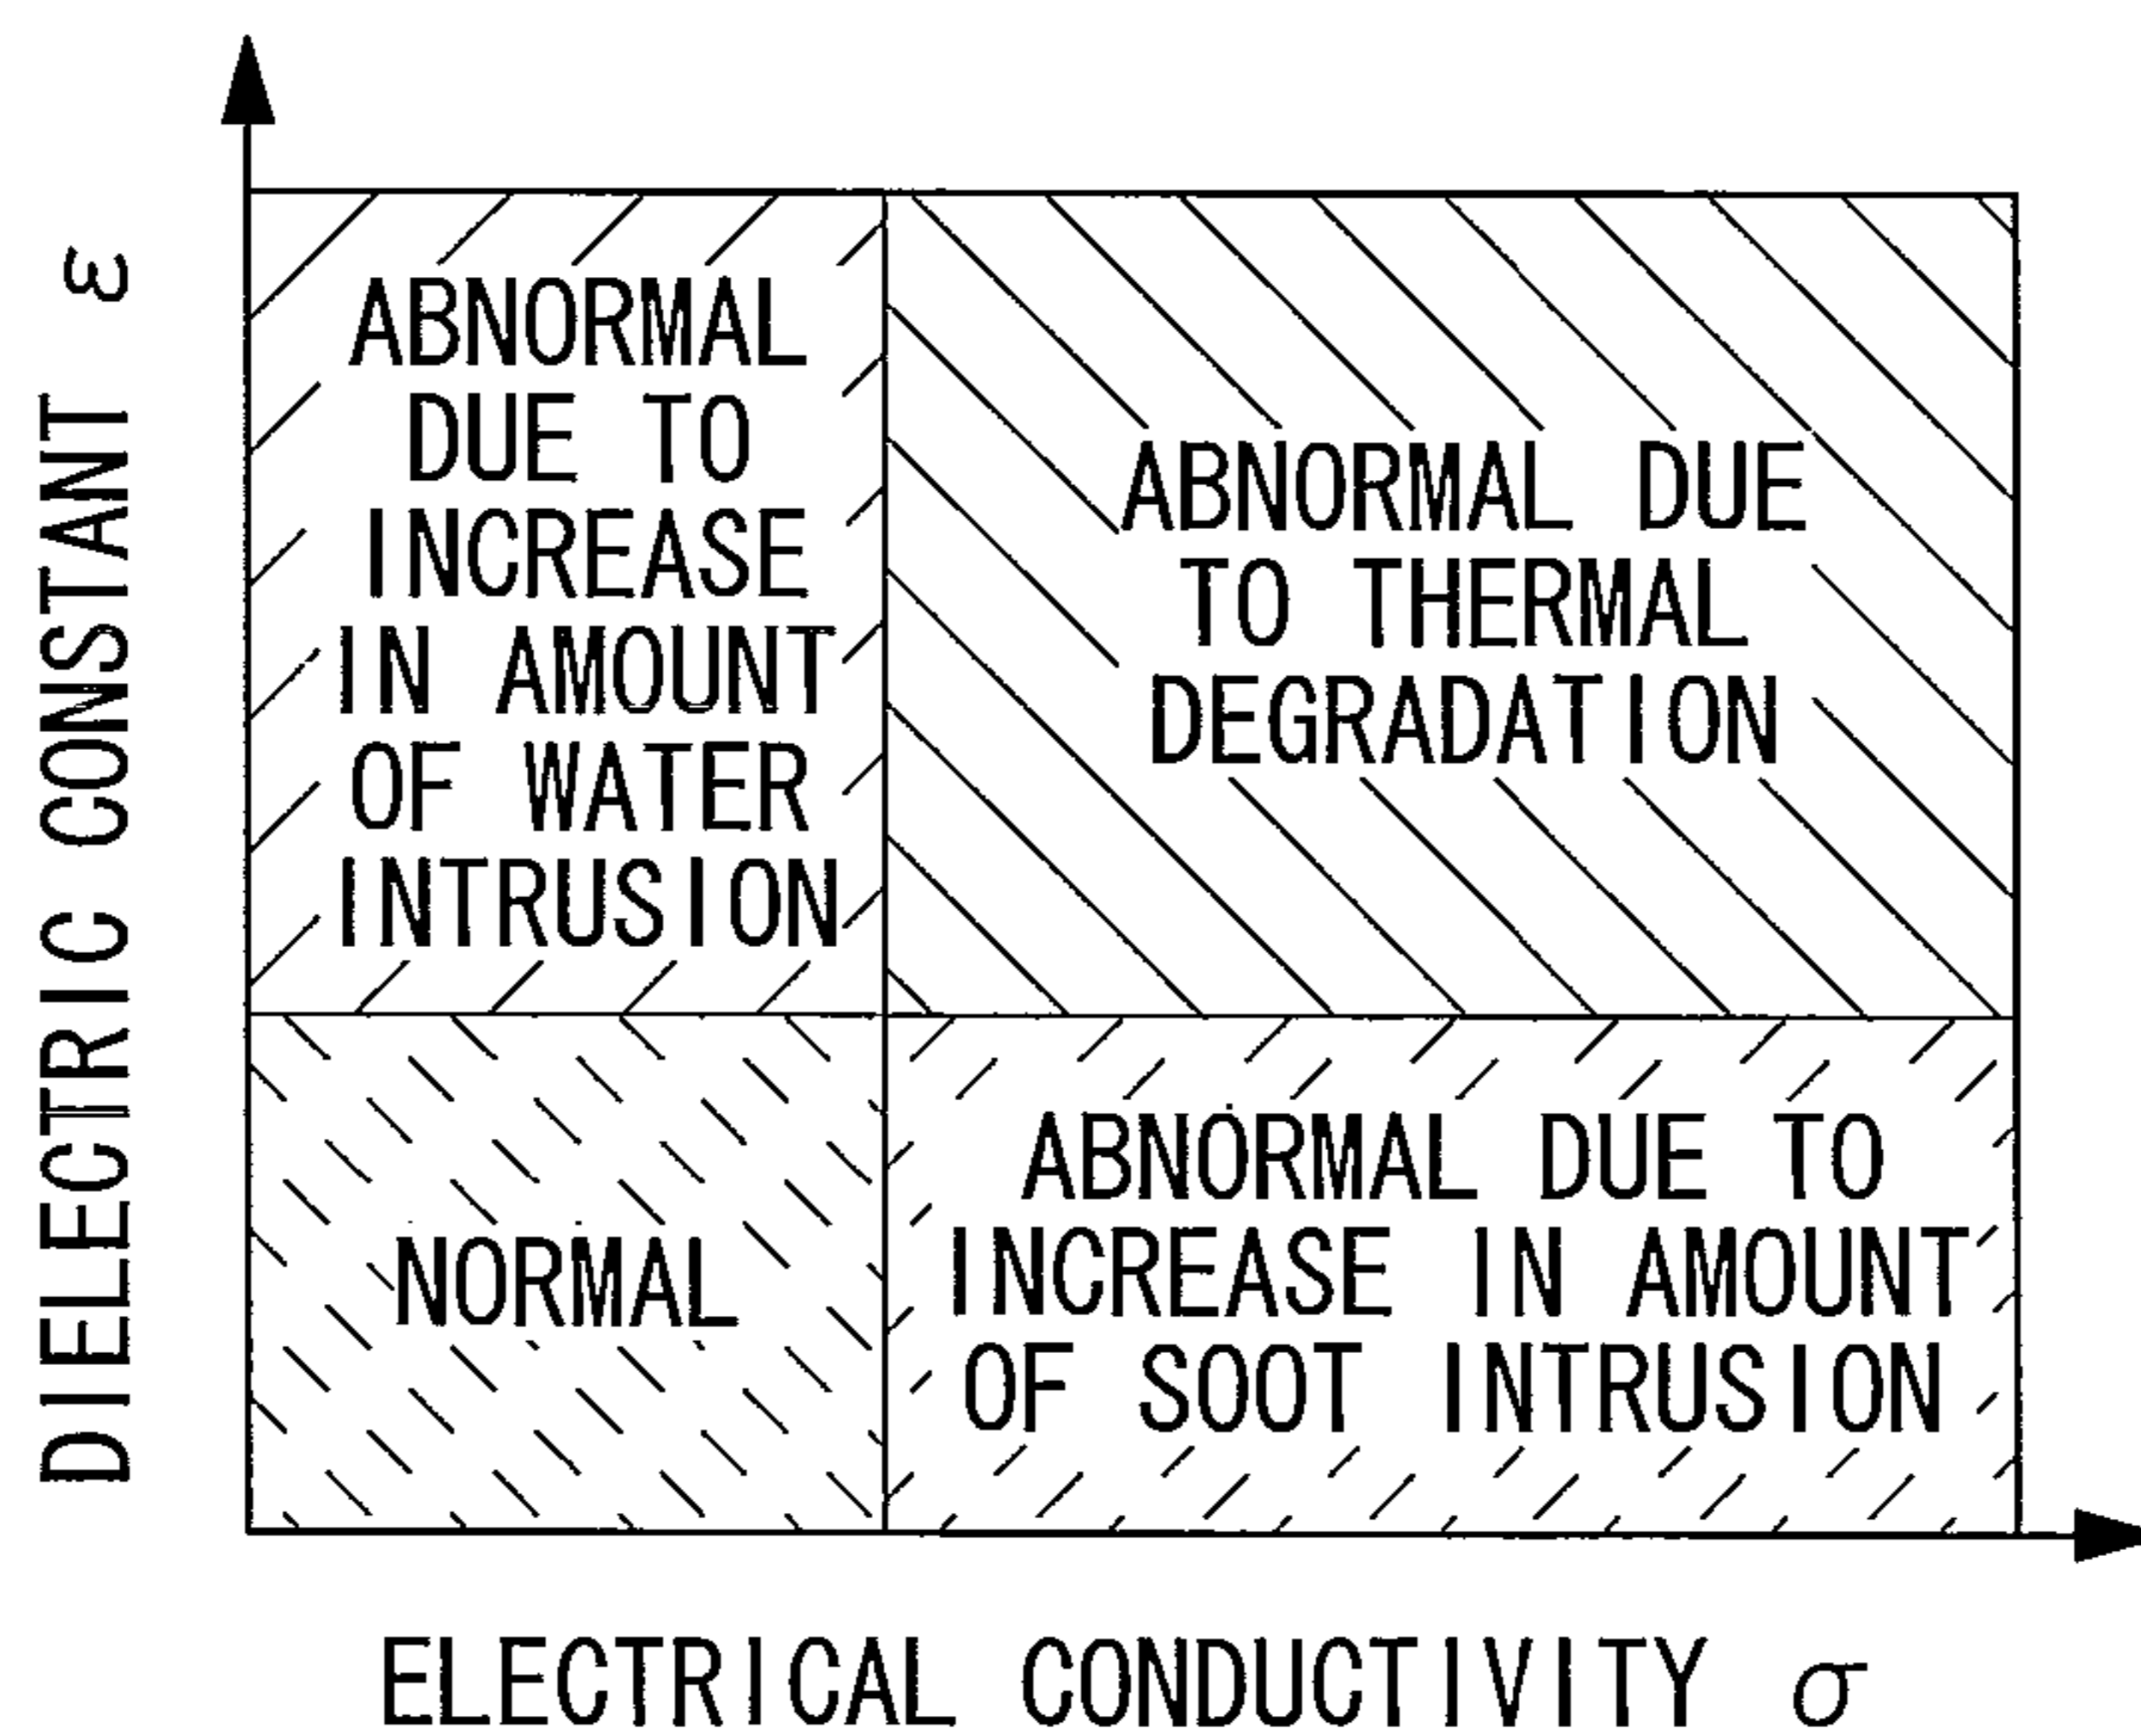 DIELECTRIC CONSTANT ε
ABNORMAL
DUE TO
INCREASE
IN AMOUNT
OF WATER
INTRUSION
ABNORMAL DUE
TO THERMAL
DEGRADATION
NORMAL
ABNORMAL DUE TO
INCREASE IN AMOUNT
OF SOOT INTRUSION
ELECTRICAL CONDUCTIVITY σ